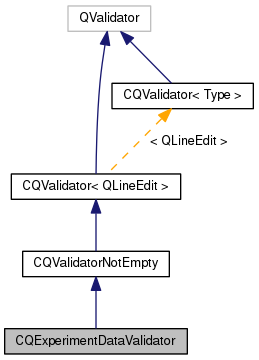 QValidator
CQValidator< Type >
< QLineEdit >
CQValidator< QLineEdit >
CQValidatorNotEmpty
CQExperimentDataValidator